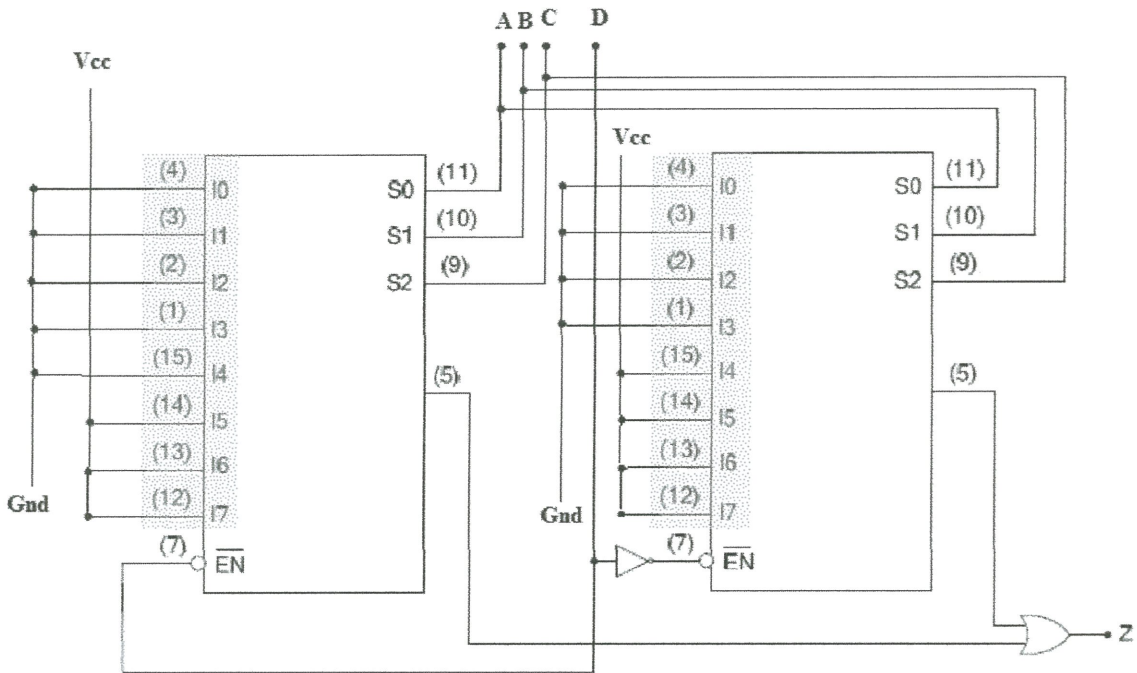 A B C D
Vcc
(4) I0
(3) I1
(2) I2
(1) I3
(15) I4
(14) I5
(13) I6
(12) I7
(7) EN
S0 (11)
S1 (10)
S2 (9)
(5)
Gnd
Vcc
(4) I0
(3) I1
(2) I2
(1) I3
(15) I4
(14) I5
(13) I6
(12) I7
(7) EN
S0 (11)
S1 (10)
S2 (9)
(5)
Gnd
Z